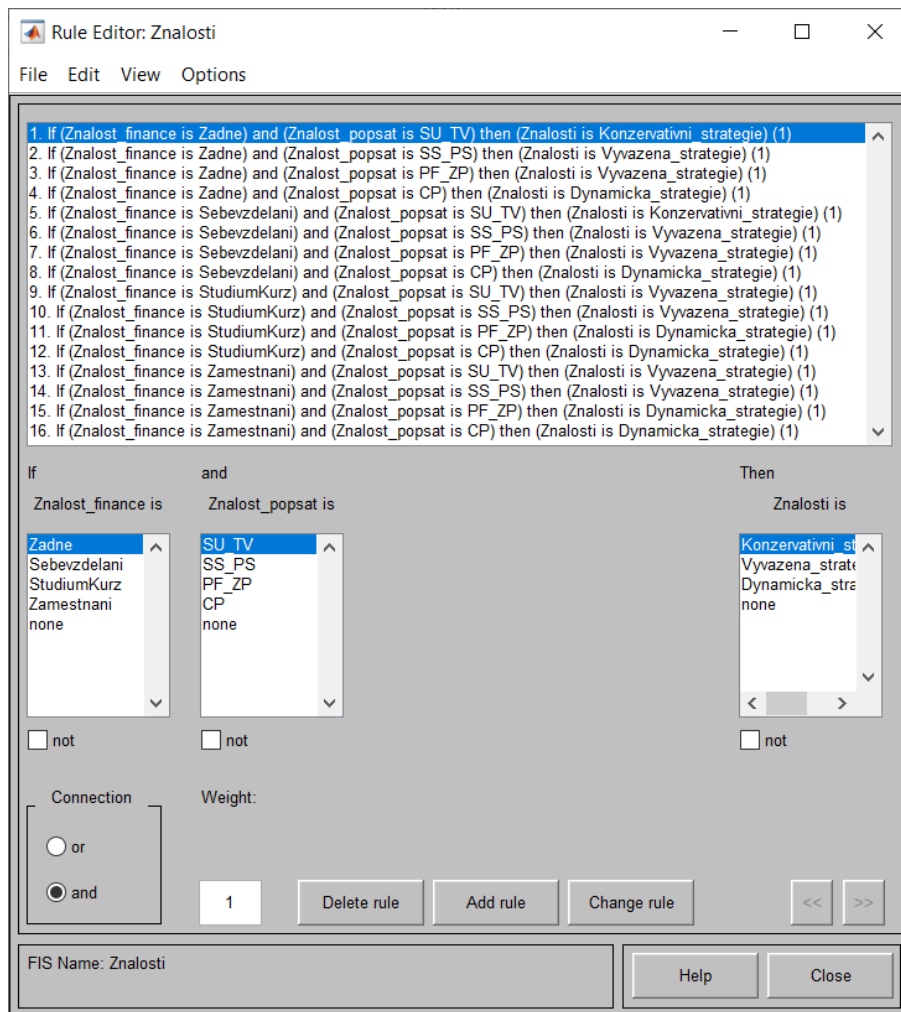 Rule Editor: Znalosti
File Edit View Options
1. If (Znalost_finance is Zadne) and (Znalost_popsat is SU_TV) then (Znalosti is Konzervativni_strategie) (1)
2. If (Znalost_finance is Zadne) and (Znalost_popsat is SS_PS) then (Znalosti is Vyvazena_strategie) (1)
3. If (Znalost_finance is Zadne) and (Znalost_popsat is PF_ZP) then (Znalosti is Vyvazena_strategie) (1)
4. If (Znalost_finance is Zadne) and (Znalost_popsat is CP) then (Znalosti is Dynamicka_strategie) (1)
5. If (Znalost_finance is Sebevzdelani) and (Znalost_popsat is SU_TV) then (Znalosti is Konzervativni_strategie) (1)
6. If (Znalost_finance is Sebevzdelani) and (Znalost_popsat is SS_PS) then (Znalosti is Vyvazena_strategie) (1)
7. If (Znalost_finance is Sebevzdelani) and (Znalost_popsat is PF_ZP) then (Znalosti is Vyvazena_strategie) (1)
8. If (Znalost_finance is Sebevzdelani) and (Znalost_popsat is CP) then (Znalosti is Dynamicka_strategie) (1)
9. If (Znalost_finance is StudiumKurz) and (Znalost_popsat is SU_TV) then (Znalosti is Vyvazena_strategie) (1)
10. If (Znalost_finance is StudiumKurz) and (Znalost_popsat is SS_PS) then (Znalosti is Vyvazena_strategie) (1)
11. If (Znalost_finance is StudiumKurz) and (Znalost_popsat is PF_ZP) then (Znalosti is Dynamicka_strategie) (1)
12. If (Znalost_finance is StudiumKurz) and (Znalost_popsat is CP) then (Znalosti is Dynamicka_strategie) (1)
13. If (Znalost_finance is Zamestnani) and (Znalost_popsat is SU_TV) then (Znalosti is Vyvazena_strategie) (1)
14. If (Znalost_finance is Zamestnani) and (Znalost_popsat is SS_PS) then (Znalosti is Vyvazena_strategie) (1)
15. If (Znalost_finance is Zamestnani) and (Znalost_popsat is PF_ZP) then (Znalosti is Dynamicka_strategie) (1)
16. If (Znalost_finance is Zamestnani) and (Znalost_popsat is CP) then (Znalosti is Dynamicka_strategie) (1)
If and Then
Znalost_finance is Znalost_popsat is Znalosti is
Zadne SU_TV Konzervativni_st
Sebevzdelani SS_PS Vyvazena_strate
StudiumKurz PF_ZP Dynamicka_stra
Zamestnani CP none
none none
not not not
Connection Weight:
or
and 1 Delete rule Add rule Change rule << >>
FIS Name: Znalosti Help Close